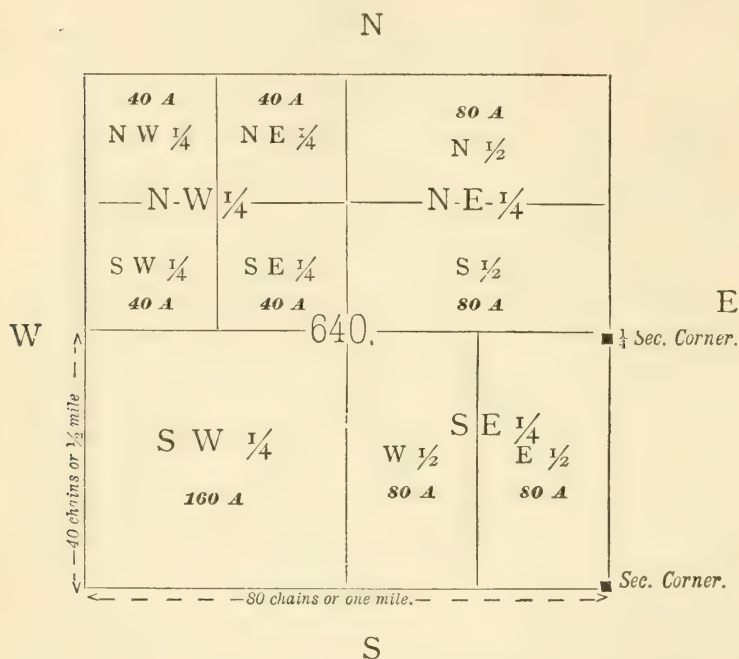 N
40 A
40 A
80 A
N W ¼
N E ¼
N ½
N-W ¼
N-E-¼
S W ¼
S E ¼
S ½
40 A
40 A
80 A
E
W
640.
¼ Sec. Corner.
40 chains or ½ mile
S W ¼
S E ¼
W ½
E ½
160 A
80 A
80 A
Sec. Corner.
80 chains or one mile.
S